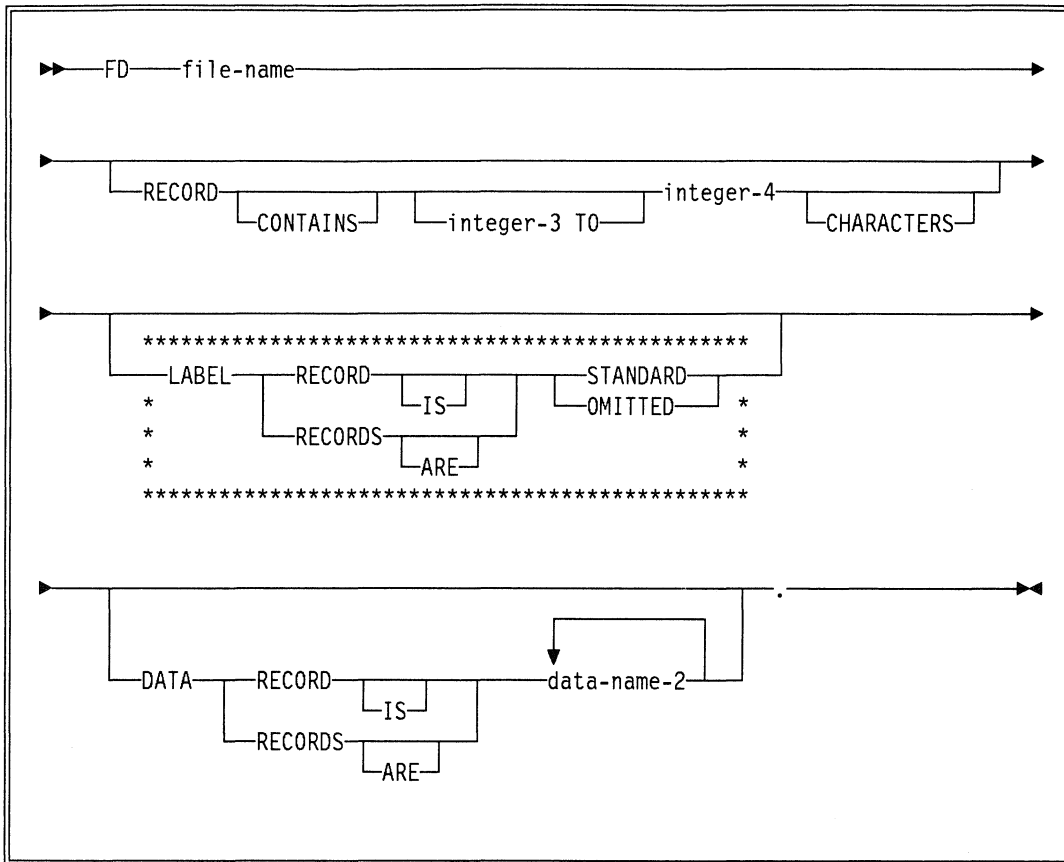 FD file-name
RECORD CONTAINS integer-3 TO integer-4 CHARACTERS
************************************************
LABEL RECORD IS STANDARD
* OMITTED *
* RECORDS *
* ARE *
************************************************
.
DATA RECORD IS data-name-2
RECORDS ARE